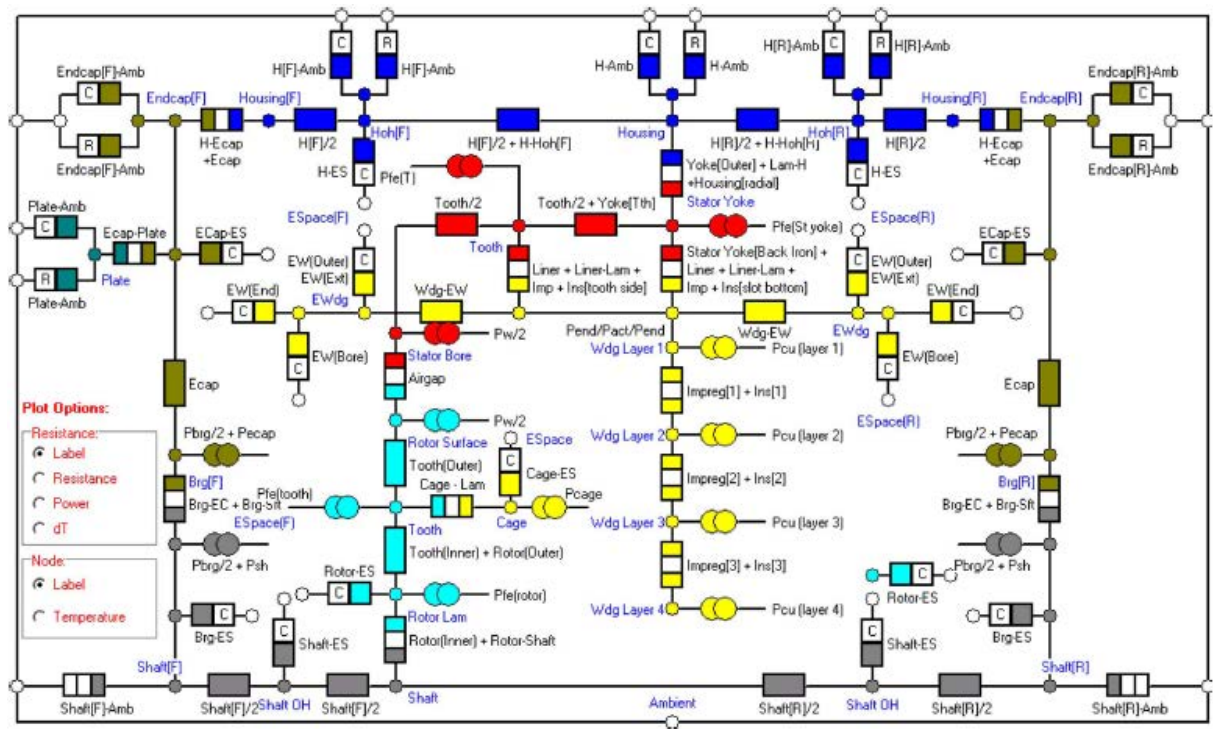 C
R
C
R
C
R
H[F]-Amb
H[F]-Amb
H-Amb
H-Amb
H[R]-Amb
H[R]-Amb
Endcap[F]-Amb
Endcap[R]-Amb
C
C
Endcap[F]
Housing[F]
Housing[R]
Endcap[R]
R
R
H-Ecap
+Ecap
H[F]/2
Hoh[F]
H[F]/2 + H-Hoh[F]
Housing
H[R]/2 + H-Hoh[R]
Hoh[R]
H[R]/2
H-Ecap
+Ecap
Endcap[F]-Amb
Endcap[R]-Amb
H-ES
C
Pfe(T)
Yoke[Outer] + Lam-H
+Housing[radial]
Stator Yoke
H-ES
C
Plate-Amb
C
Ecap-Plate
ECap-ES
C
ESpace(F)
Tooth/2
Tooth/2 + Yoke[Tth]
Pfe(St yoke)
ESpace(R)
ECap-ES
C
Plate
R
Plate-Amb
C
EW(Outer)
EW(Ext)
Tooth
Liner + Liner-Lam +
Imp + Ins[tooth side]
Stator Yoke[Back Iron] +
Liner + Liner-Lam +
Imp + Ins[slot bottom]
C
EW(Outer)
EW(Ext)
EW(End)
C
EWdg
Wdg-EW
EW(End)
C
Pw/2
Pend/Pact/Pend
Wdg-EW
EWdg
EW(Bore)
C
Stator Bore
Airgap
Wdg Layer 1
Pcu (layer 1)
EW(Bore)
C
Ecap
Impreg[1] + Ins[1]
Ecap
Plot Options:
Resistance:
Label
Resistance
Power
dT
Node:
Label
Temperature
Pbrg/2 + Pecap
Pw/2
Rotor Surface
ESpace
Wdg Layer 2
Pcu (layer 2)
ESpace(R)
Pbrg/2 + Pecap
Brg[F]
Brg-EC + Brg-Sft
Tooth(Outer)
C
Cage-ES
Impreg[2] + Ins[2]
Brg[R]
Brg-EC + Brg-Sft
Pfe(tooth)
ESpace(F)
Cage - Lam
Pcage
Tooth
Cage
Wdg Layer 3
Pcu (layer 3)
Pbrg/2 + Psh
Tooth(Inner) + Rotor(Outer)
Impreg[3] + Ins[3]
Pbrg/2 + Psh
Rotor-ES
C
Pfe(rotor)
Rotor Lam
Wdg Layer 4
Pcu (layer 4)
C
Rotor-ES
C
Brg-ES
C
Shaft-ES
Rotor(Inner) + Rotor-Shaft
C
Shaft-ES
C
Brg-ES
Shaft[F]
Shaft[R]
Shaft[F]-Amb
Shaft[F]/2
Shaft OH
Shaft[F]/2
Shaft
Ambient
Shaft[R]/2
Shaft OH
Shaft[R]/2
Shaft[R]-Amb